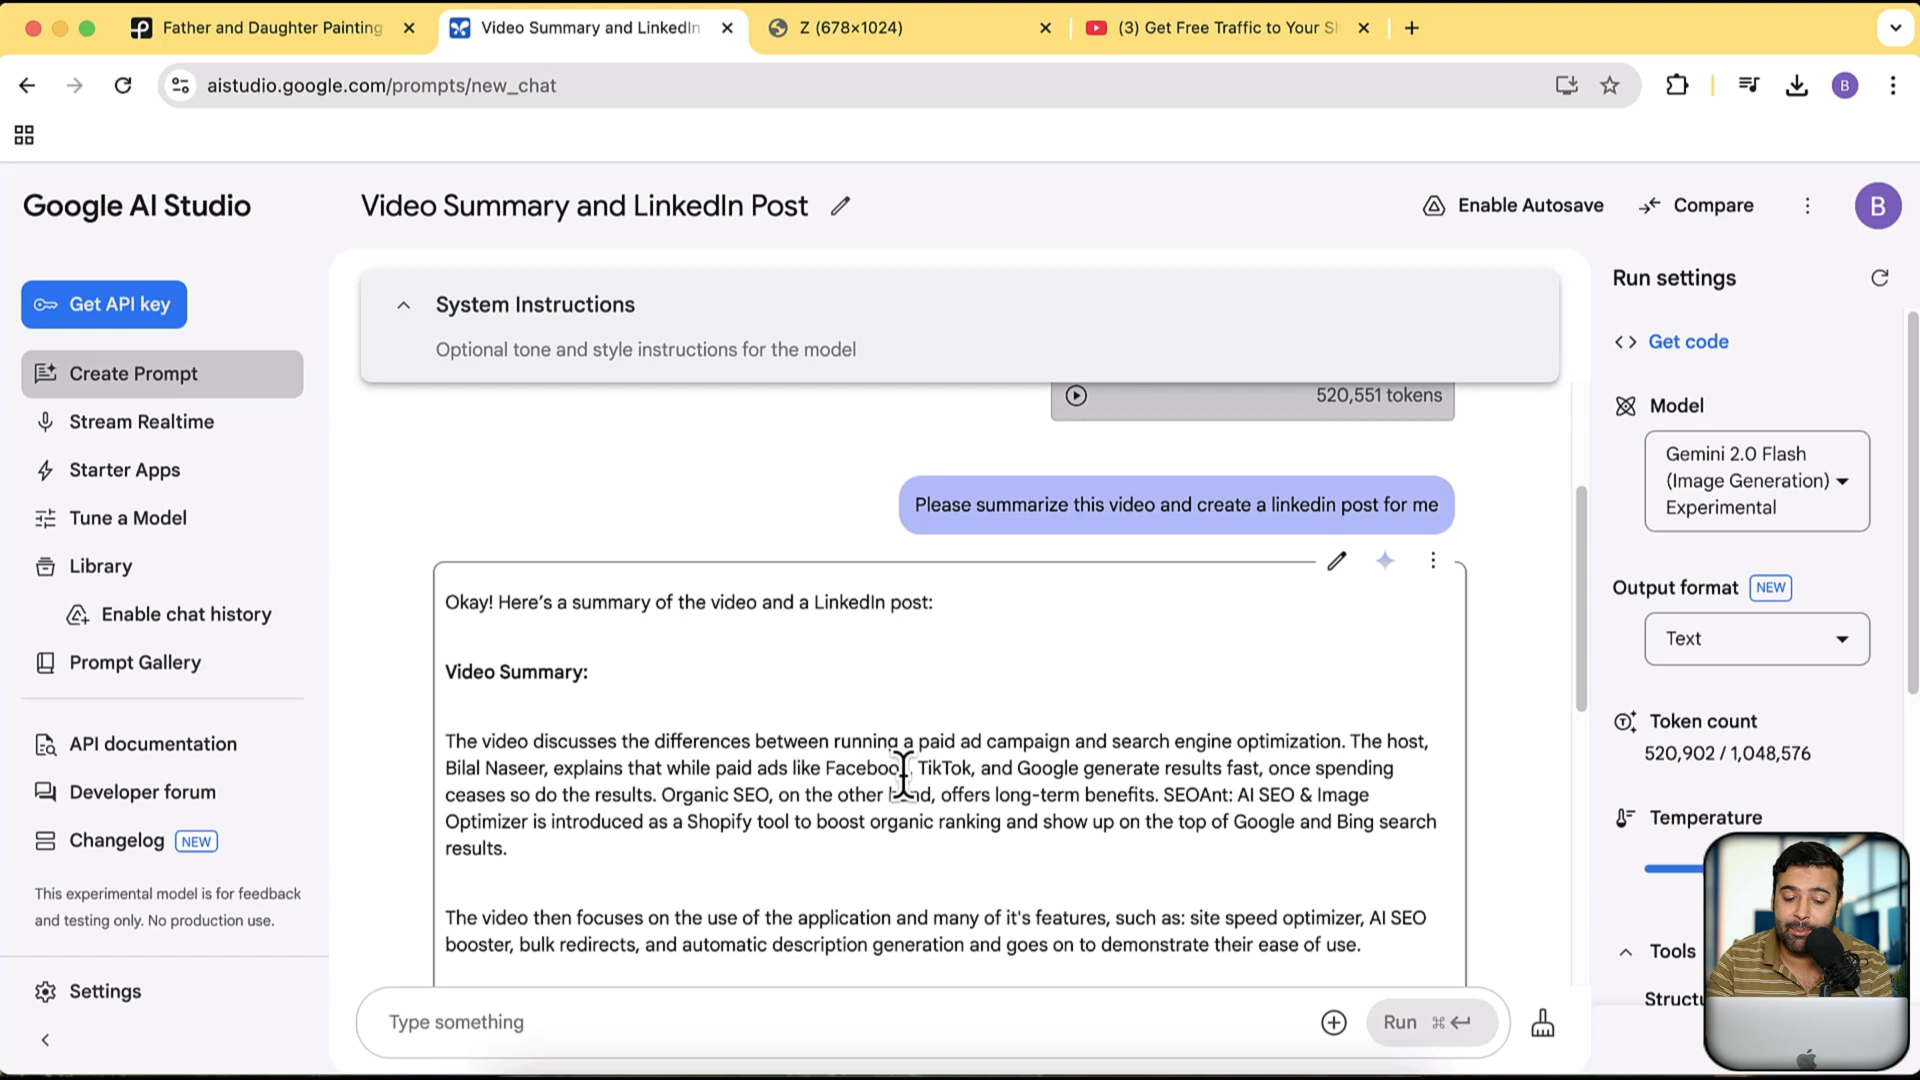 Father and Daughter Painting
Video Summary and LinkedIn
Z (678×1024)
(3) Get Free Traffic to Your Sh
aistudio.google.com/prompts/new_chat
B
Google AI Studio
Video Summary and LinkedIn Post
Enable Autosave
Compare
B
Get API key
Create Prompt
Stream Realtime
Starter Apps
Tune a Model
Library
Enable chat history
Prompt Gallery
API documentation
Developer forum
Changelog NEW
This experimental model is for feedback
and testing only. No production use.
Settings
System Instructions
Optional tone and style instructions for the model
520,551 tokens
Please summarize this video and create a linkedin post for me
Okay! Here's a summary of the video and a LinkedIn post:
Video Summary:
The video discusses the differences between running a paid ad campaign and search engine optimization. The host,
Bilal Naseer, explains that while paid ads like Facebook, TikTok, and Google generate results fast, once spending
ceases so do the results. Organic SEO, on the other hand, offers long-term benefits. SEOAnt: AI SEO & Image
Optimizer is introduced as a Shopify tool to boost organic ranking and show up on the top of Google and Bing search
results.
The video then focuses on the use of the application and many of it's features, such as: site speed optimizer, AI SEO
booster, bulk redirects, and automatic description generation and goes on to demonstrate their ease of use.
Type something
Run ⌘ ↵
Run settings
Get code
Model
Gemini 2.0 Flash
(Image Generation)
Experimental
Output format NEW
Text
Token count
520,902 / 1,048,576
Temperature
Tools
Structu